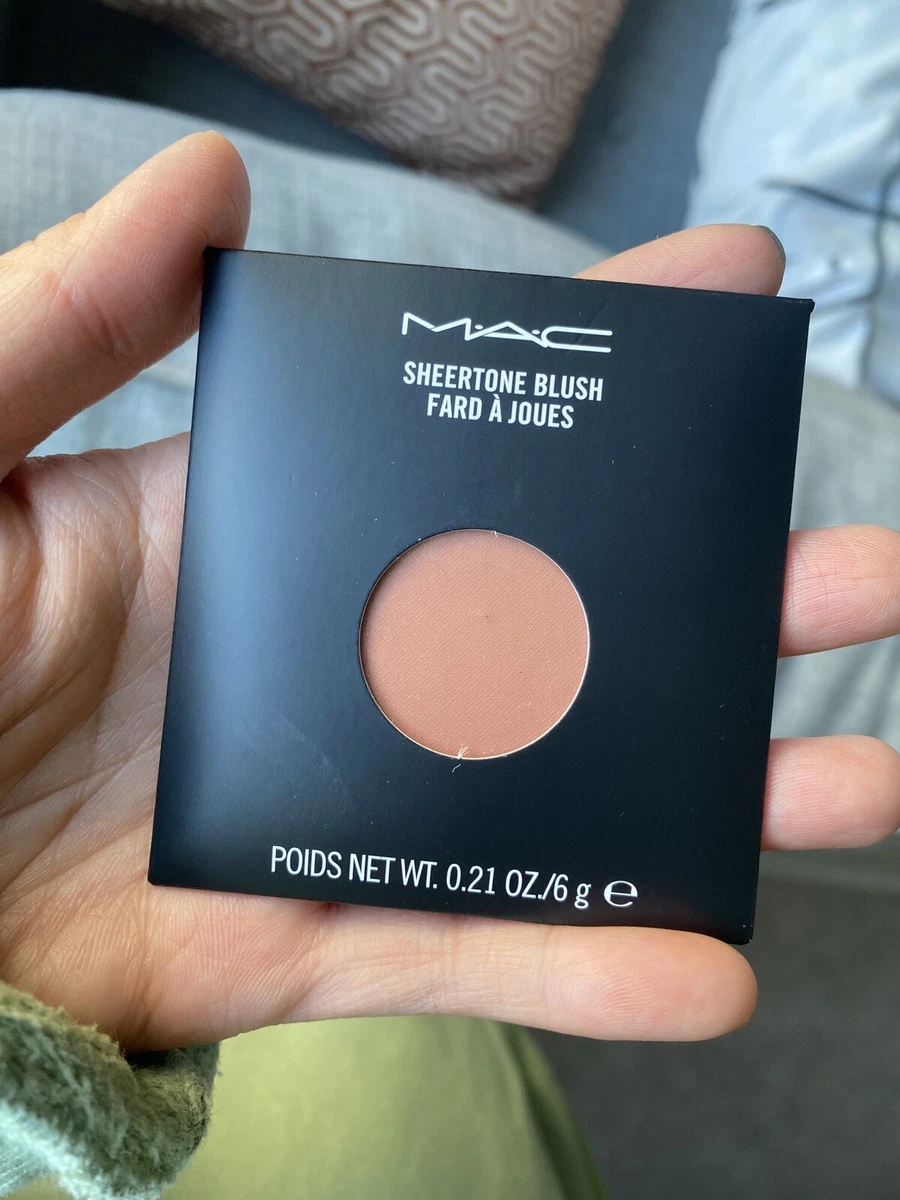 M·A·C
SHEERTONE BLUSH
FARD À JOUES
POIDS NET WT. 0.21 OZ./6 g ℮